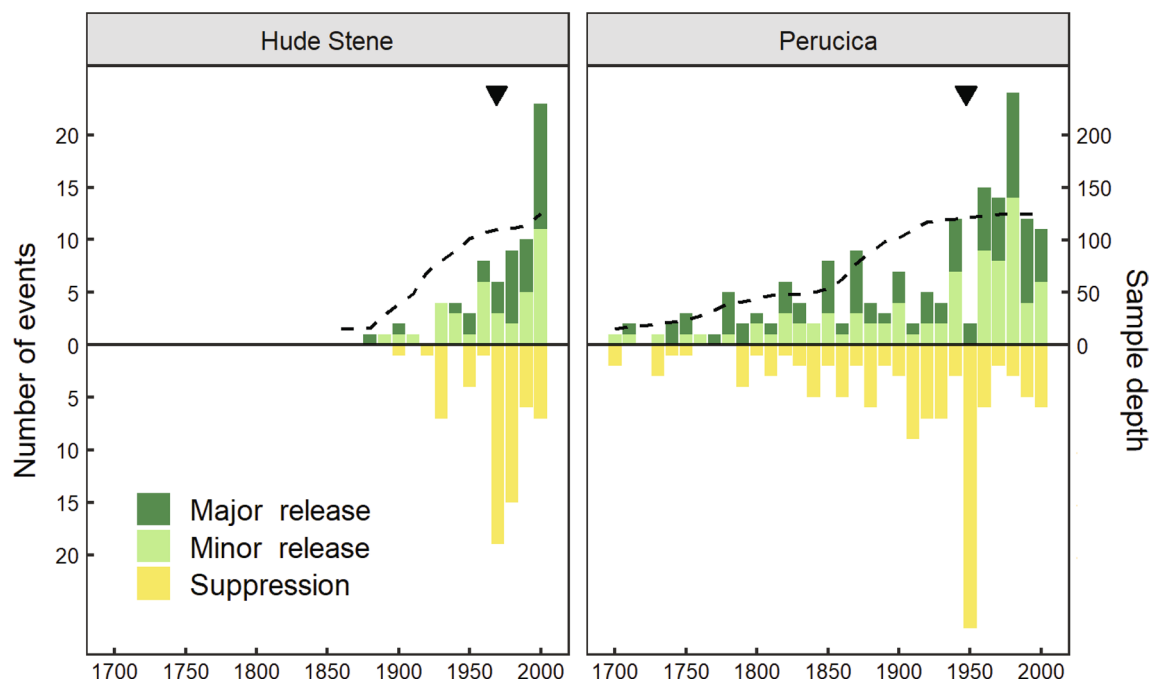 Hude Stene
Perucica
Number of events
20
15
10
5
0
5
10
15
20
200
150
100
50
0
Sample depth
Major release
Minor release
Suppression
1700 1750 1800 1850 1900 1950 2000
1700 1750 1800 1850 1900 1950 2000